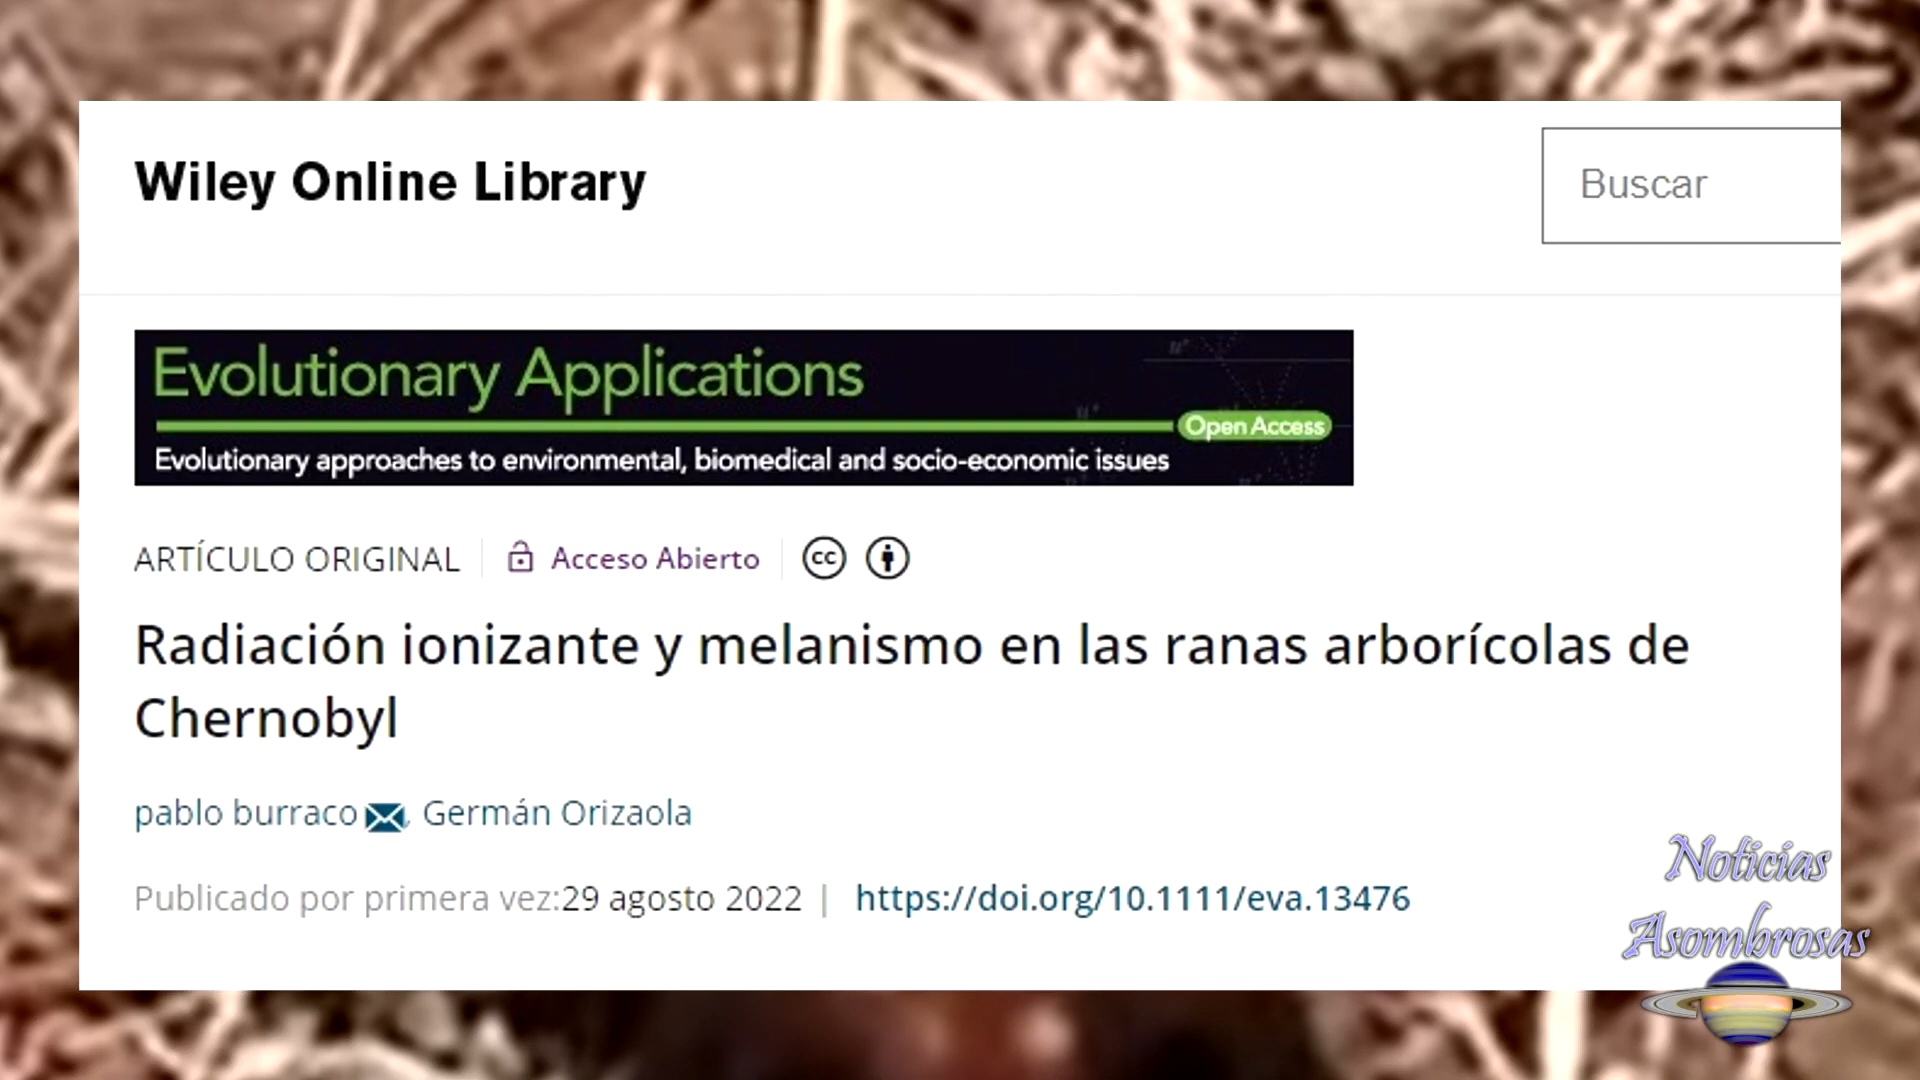 Wiley Online Library
Buscar
Evolutionary Applications
Open Access
Evolutionary approaches to environmental, biomedical and socio-economic issues
ARTÍCULO ORIGINAL
Acceso Abierto
cc
Radiación ionizante y melanismo en las ranas arborícolas de
Chernobyl
pablo burraco, Germán Orizaola
Publicado por primera vez:29 agosto 2022 | https://doi.org/10.1111/eva.13476
Noticias
Asombrosas